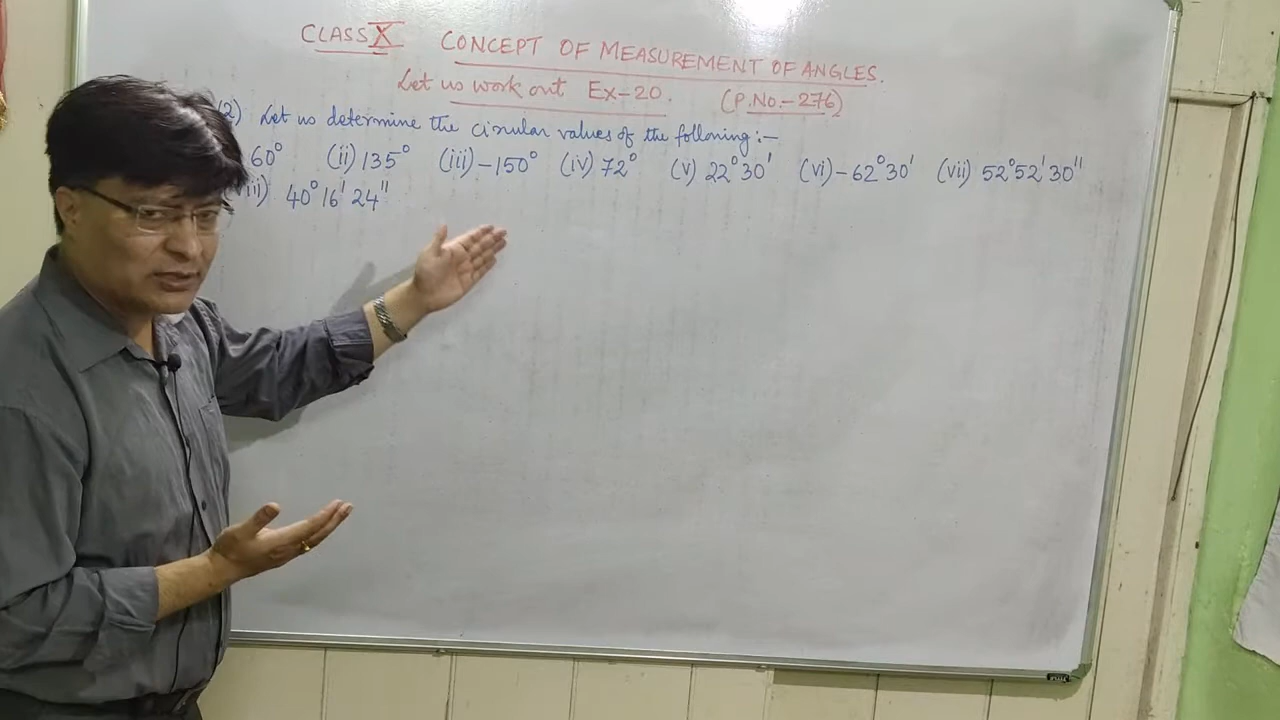 CLASS X CONCEPT OF MEASUREMENT OF ANGLES.
Let us work out Ex-20. (P.No.-276)
2) Let us determine the cirular values of the following:-
60° (ii) 135° (iii) -150° (iv) 72° (v) 22°30' (vi) -62°30' (vii) 52°52'30"
40°16'24"